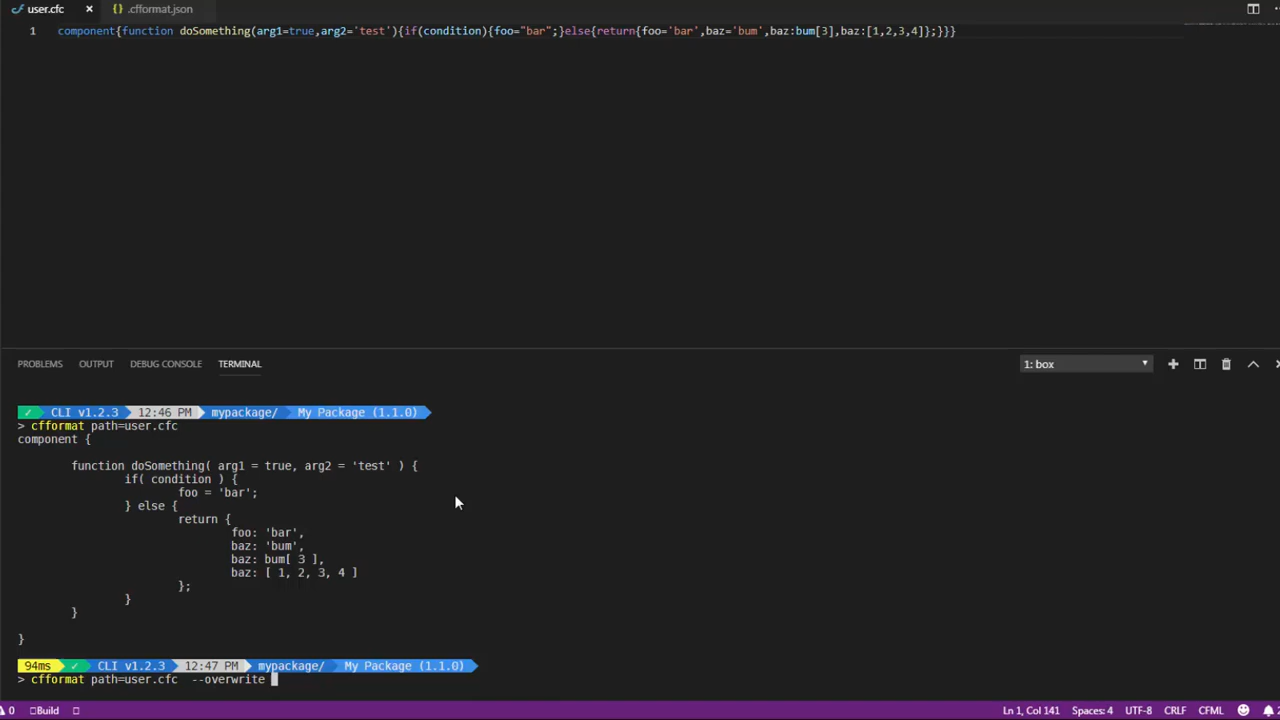 user.cfc × {} .cfformat.json
1 component{function doSomething(arg1=true,arg2='test'){if(condition){foo="bar";}else{return{foo='bar',baz='bum',baz:bum[3],baz:[1,2,3,4]};}}}
PROBLEMS OUTPUT DEBUG CONSOLE TERMINAL 1: box
✓ CLI v1.2.3 12:46 PM mypackage/ My Package (1.1.0)
> cfformat path=user.cfc
component {
function doSomething( arg1 = true, arg2 = 'test' ) {
if( condition ) {
foo = 'bar';
} else {
return {
foo: 'bar',
baz: 'bum',
baz: bum[ 3 ],
baz: [ 1, 2, 3, 4 ]
};
}
}
}
94ms ✓ CLI v1.2.3 12:47 PM mypackage/ My Package (1.1.0)
> cfformat path=user.cfc --overwrite
0 Build Ln 1, Col 141 Spaces: 4 UTF-8 CRLF CFML